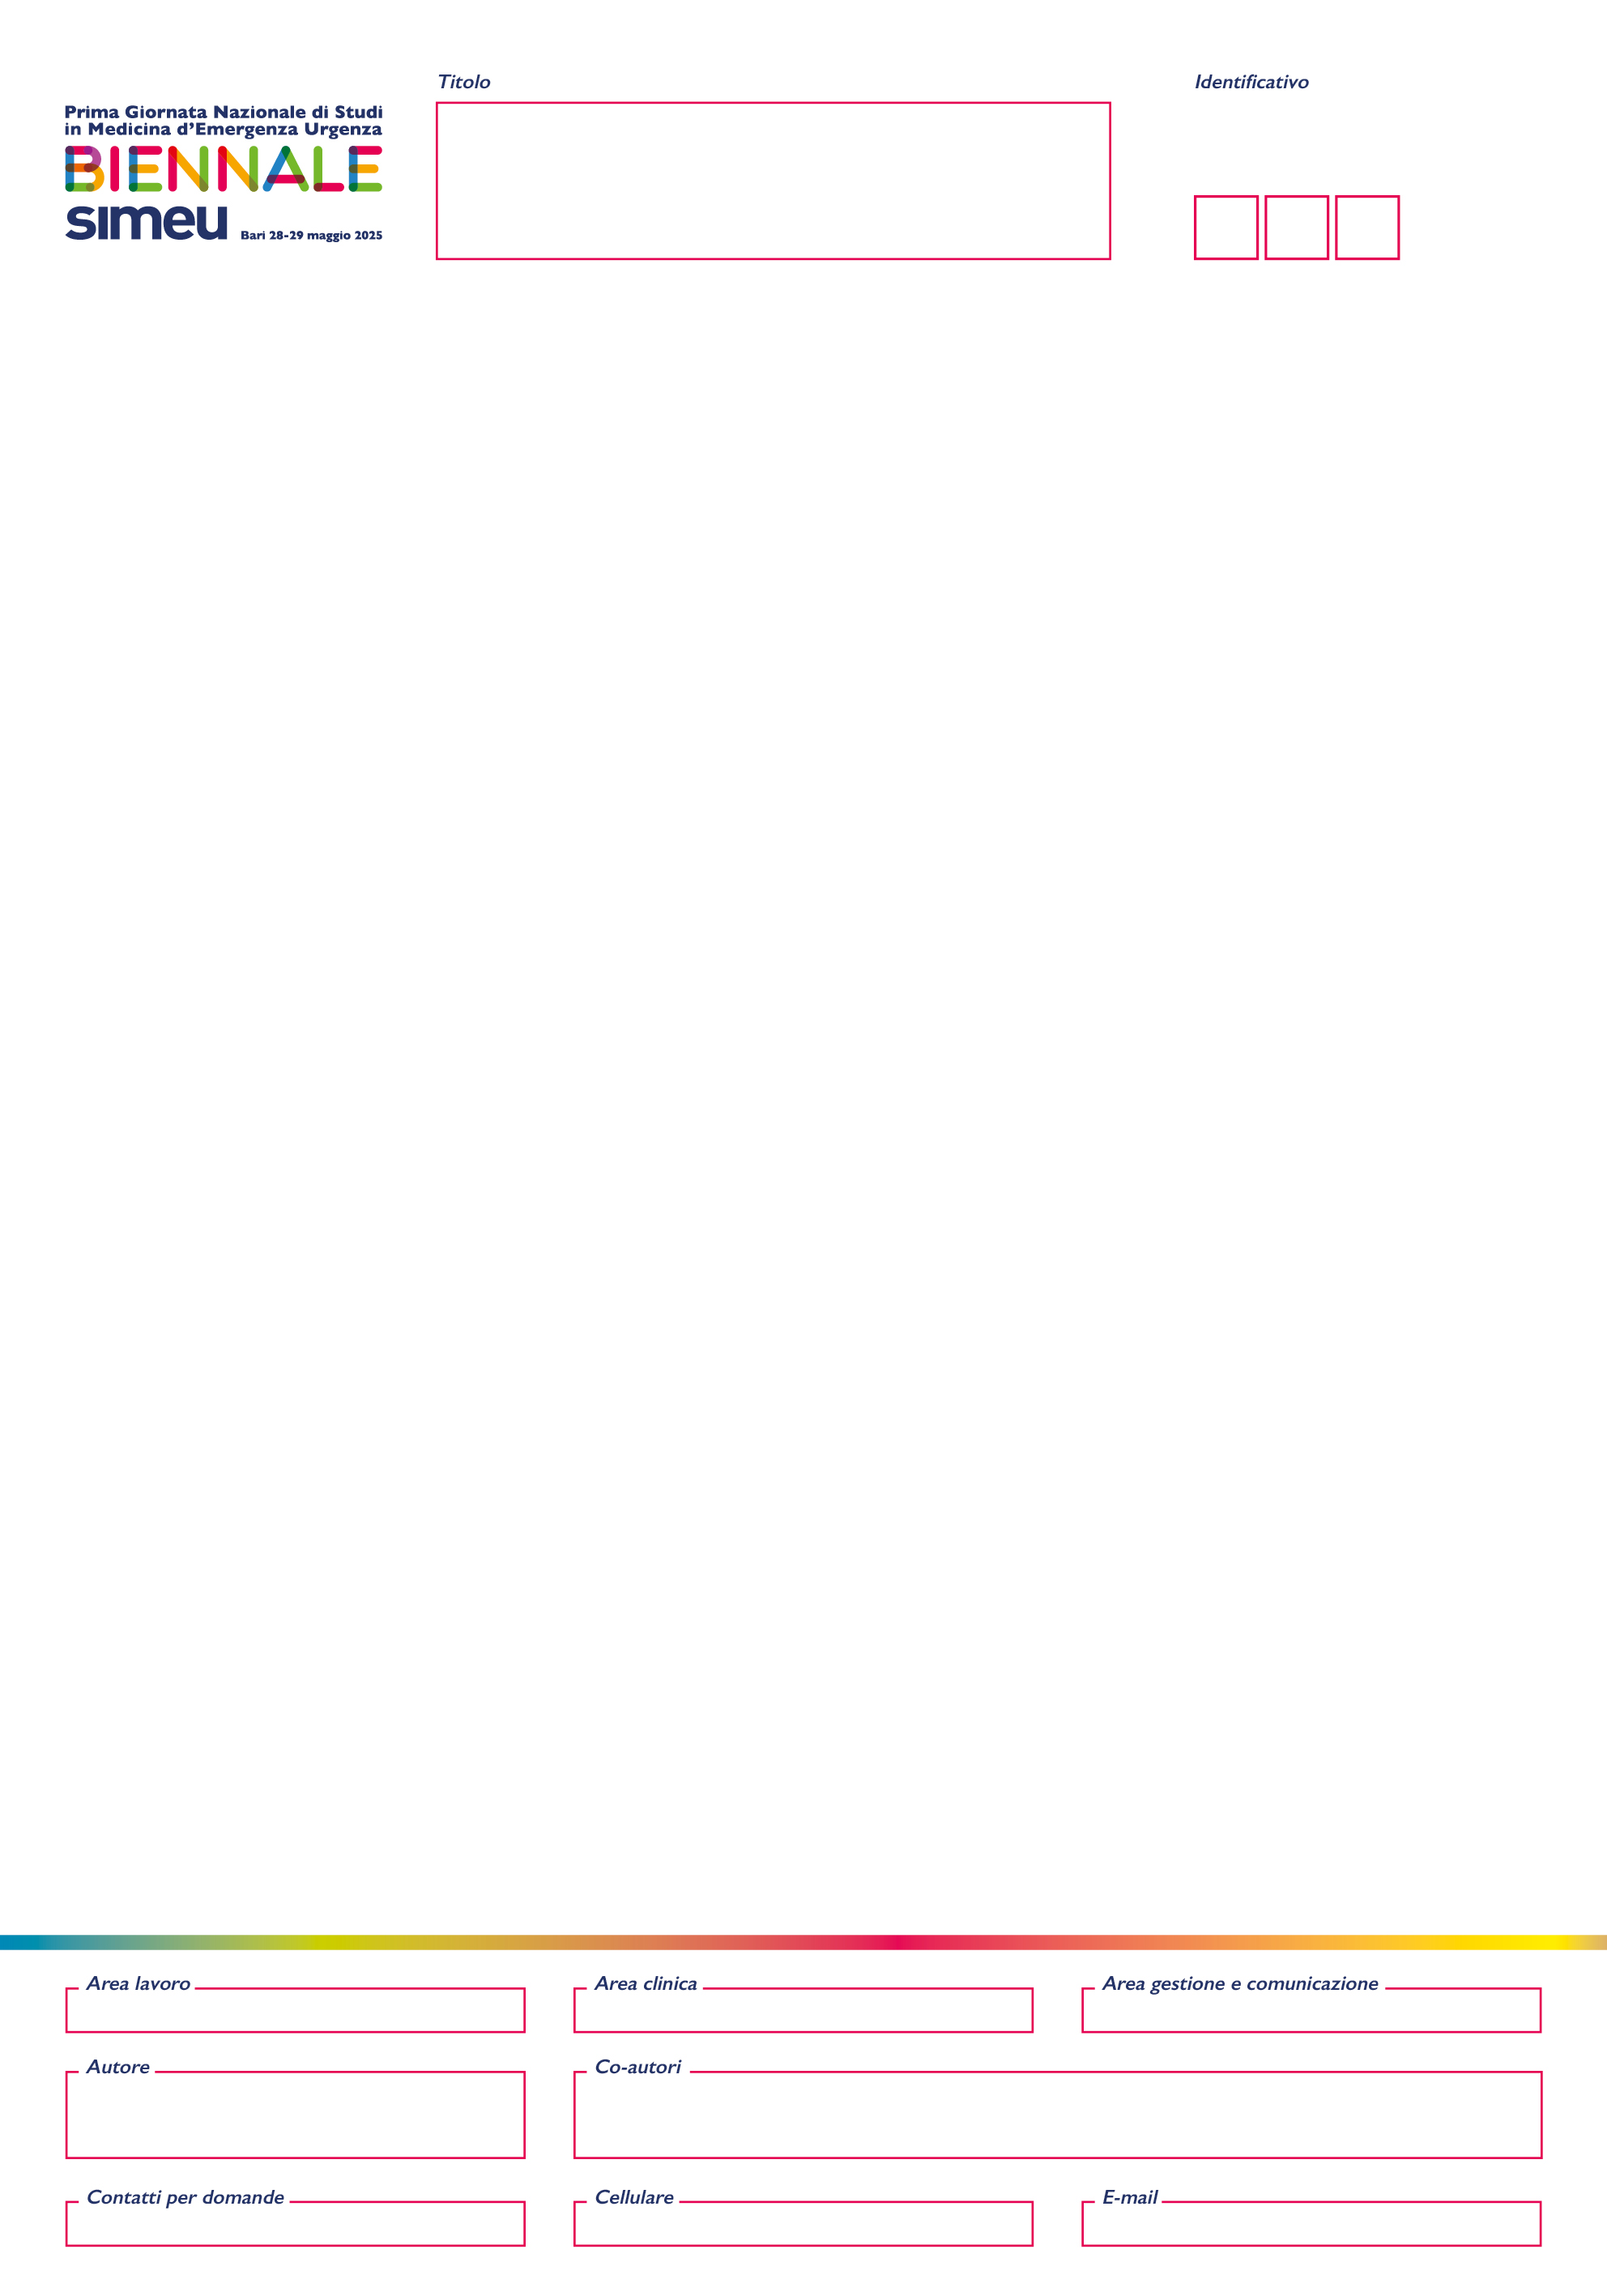 Titolo
Identificativo
Prima Giornata Nazionale di Studi
in Medicina d’Emergenza Urgenza
BIENNALE
simeu
Bari 28-29 maggio 2025
Area lavoro
Area clinica
Area gestione e comunicazione
Autore
Co-autori
Contatti per domande
Cellulare
E-mail